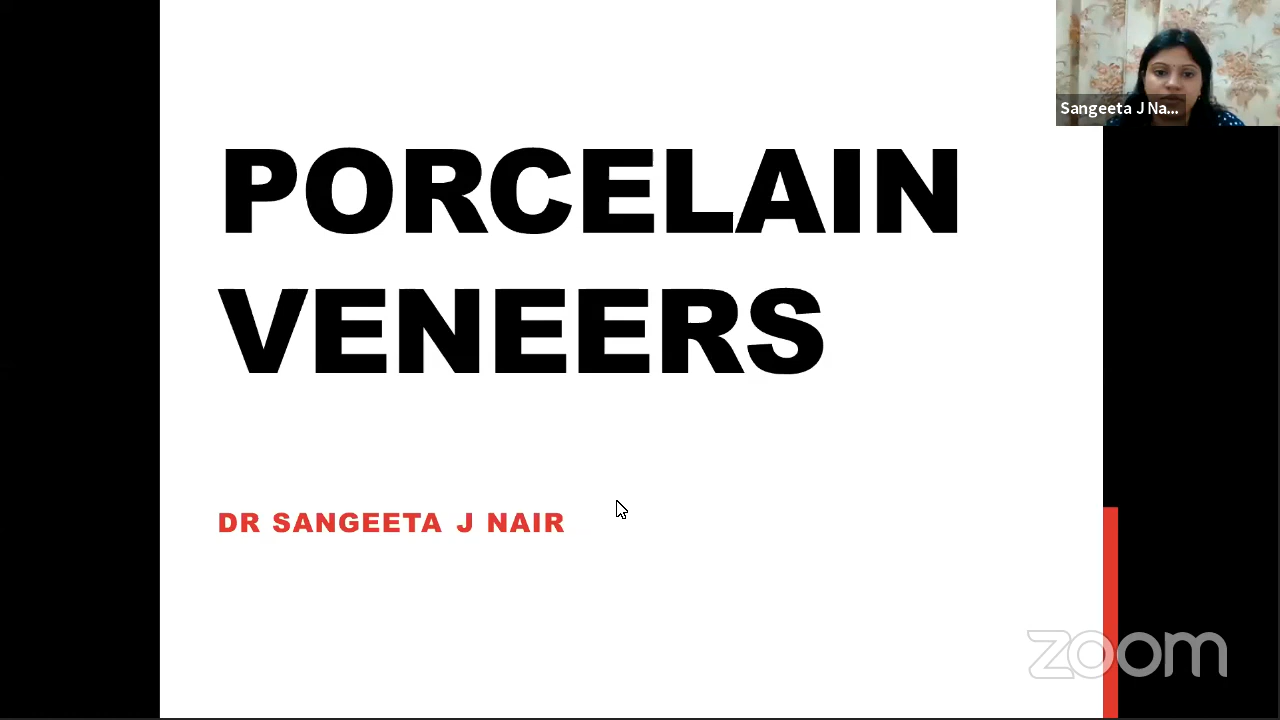 Sangeeta J Na...
PORCELAIN
VENEERS
DR SANGEETA J NAIR
zoom